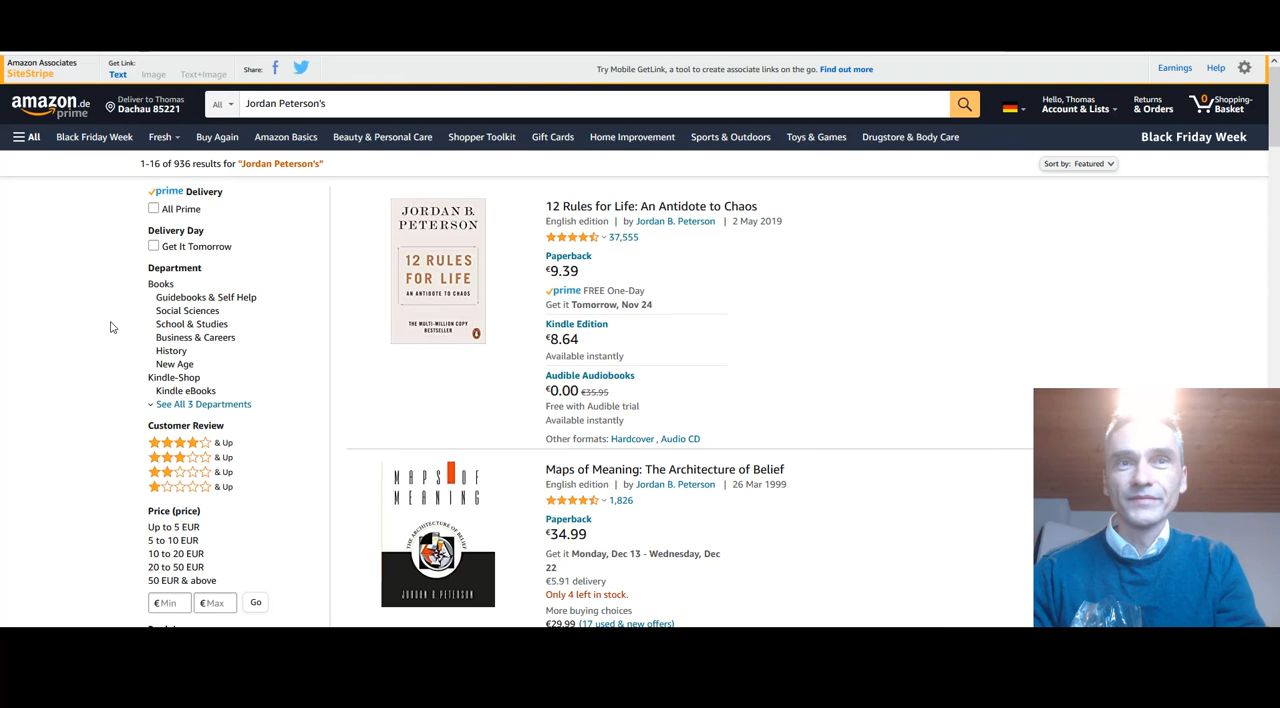 Amazon Associates
SiteStripe
Get Link:
Text Image Text+Image
Share:
Try Mobile GetLink, a tool to create associate links on the go. Find out more
Earnings Help
amazon.de
prime
Deliver to Thomas
Dachau 85221
All
Jordan Peterson's
Hello, Thomas
Account & Lists
Returns
& Orders
0
Shopping-
Basket
All Black Friday Week Fresh Buy Again Amazon Basics Beauty & Personal Care Shopper Toolkit Gift Cards Home Improvement Sports & Outdoors Toys & Games Drugstore & Body Care Black Friday Week
1-16 of 936 results for "Jordan Peterson's"
Sort by: Featured
prime Delivery
All Prime
Delivery Day
Get It Tomorrow
Department
Books
Guidebooks & Self Help
Social Sciences
School & Studies
Business & Careers
History
New Age
Kindle-Shop
Kindle eBooks
See All 3 Departments
Customer Review
& Up
& Up
& Up
& Up
Price (price)
Up to 5 EUR
5 to 10 EUR
10 to 20 EUR
20 to 50 EUR
50 EUR & above
€ Min € Max Go
JORDAN B.
PETERSON
12 RULES
FOR LIFE
AN ANTIDOTE TO CHAOS
THE MULTI-MILLION COPY
BESTSELLER
12 Rules for Life: An Antidote to Chaos
English edition | by Jordan B. Peterson | 2 May 2019
37,555
Paperback
€9.39
prime FREE One-Day
Get it Tomorrow, Nov 24
Kindle Edition
€8.64
Available instantly
Audible Audiobooks
€0.00 €35.95
Free with Audible trial
Available instantly
Other formats: Hardcover , Audio CD
MAPS OF
MEANING
THE ARCHITECTURE OF BELIEF
JORDAN B. PETERSON
Maps of Meaning: The Architecture of Belief
English edition | by Jordan B. Peterson | 26 Mar 1999
1,826
Paperback
€34.99
Get it Monday, Dec 13 - Wednesday, Dec
22
€5.91 delivery
Only 4 left in stock.
More buying choices
€29.99 (17 used & new offers)